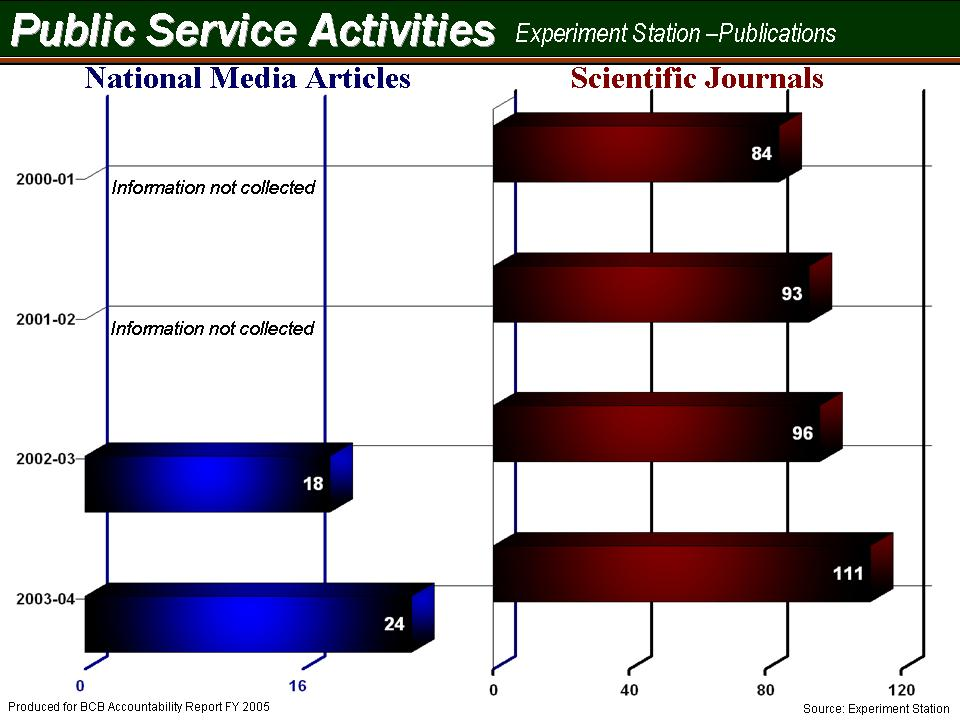 Public Service Activities Experiment Station –Publications
National Media Articles
Scientific Journals
2000-01
Information not collected
84
2001-02
Information not collected
93
2002-03
18
96
2003-04
24
111
0 16
0 40 80 120
Produced for BCB Accountability Report FY 2005
Source: Experiment Station